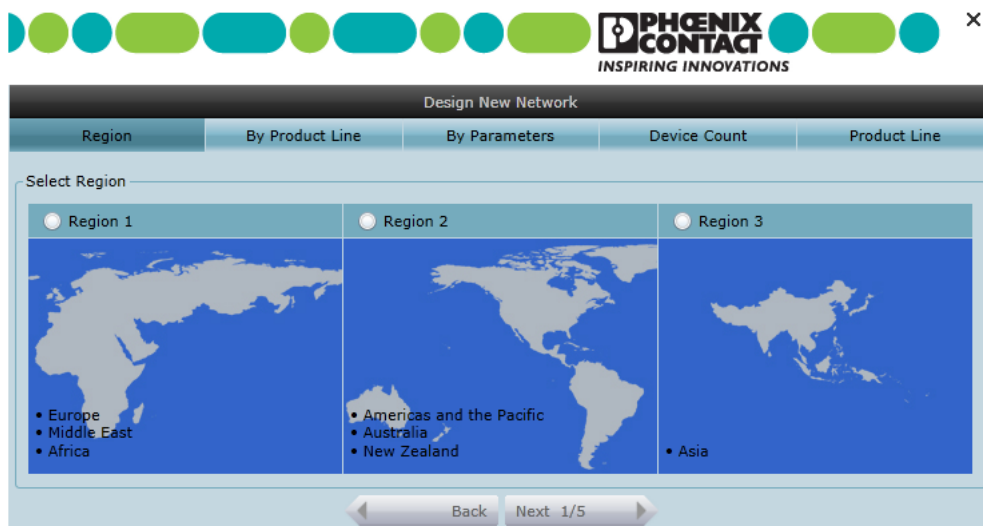 PHŒNIX
CONTACT
INSPIRING INNOVATIONS
×
Design New Network
Region By Product Line By Parameters Device Count Product Line
Select Region
Region 1 Region 2 Region 3
• Europe
• Middle East
• Africa
• Americas and the Pacific
• Australia
• New Zealand
• Asia
Back Next 1/5